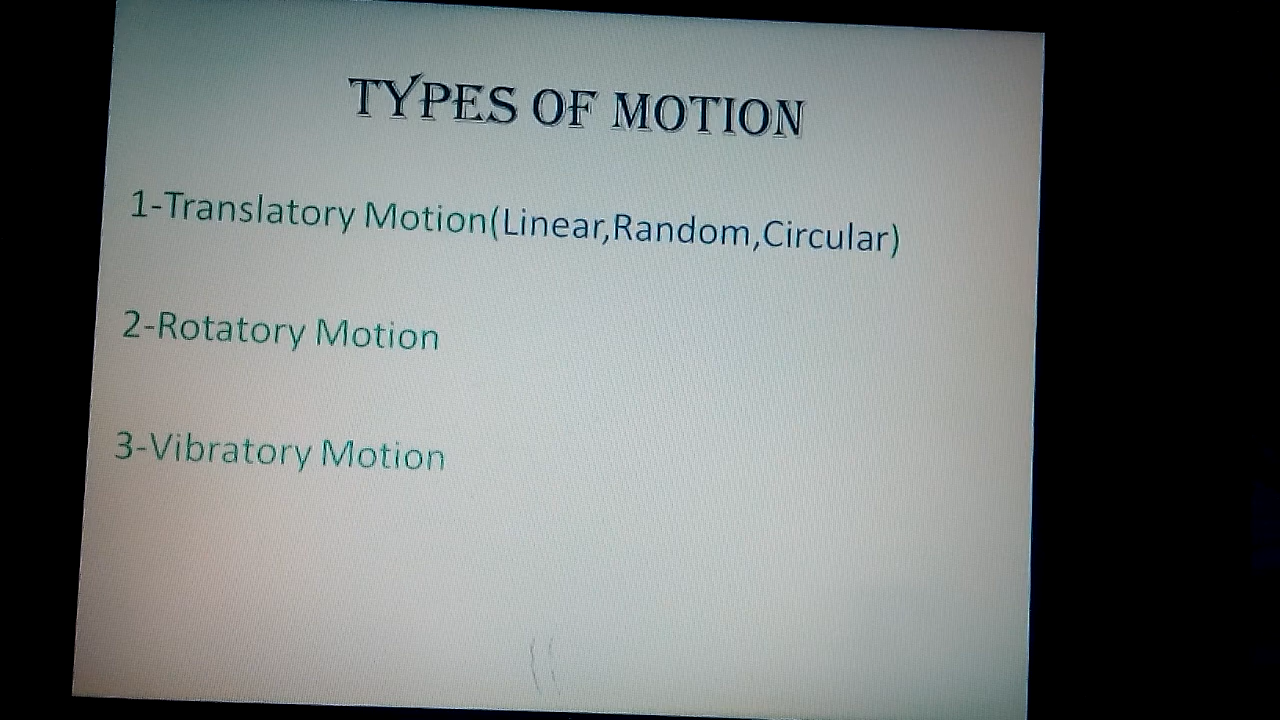 TYPES OF MOTION
1-Translatory Motion(Linear,Random,Circular)
2-Rotatory Motion
3-Vibratory Motion